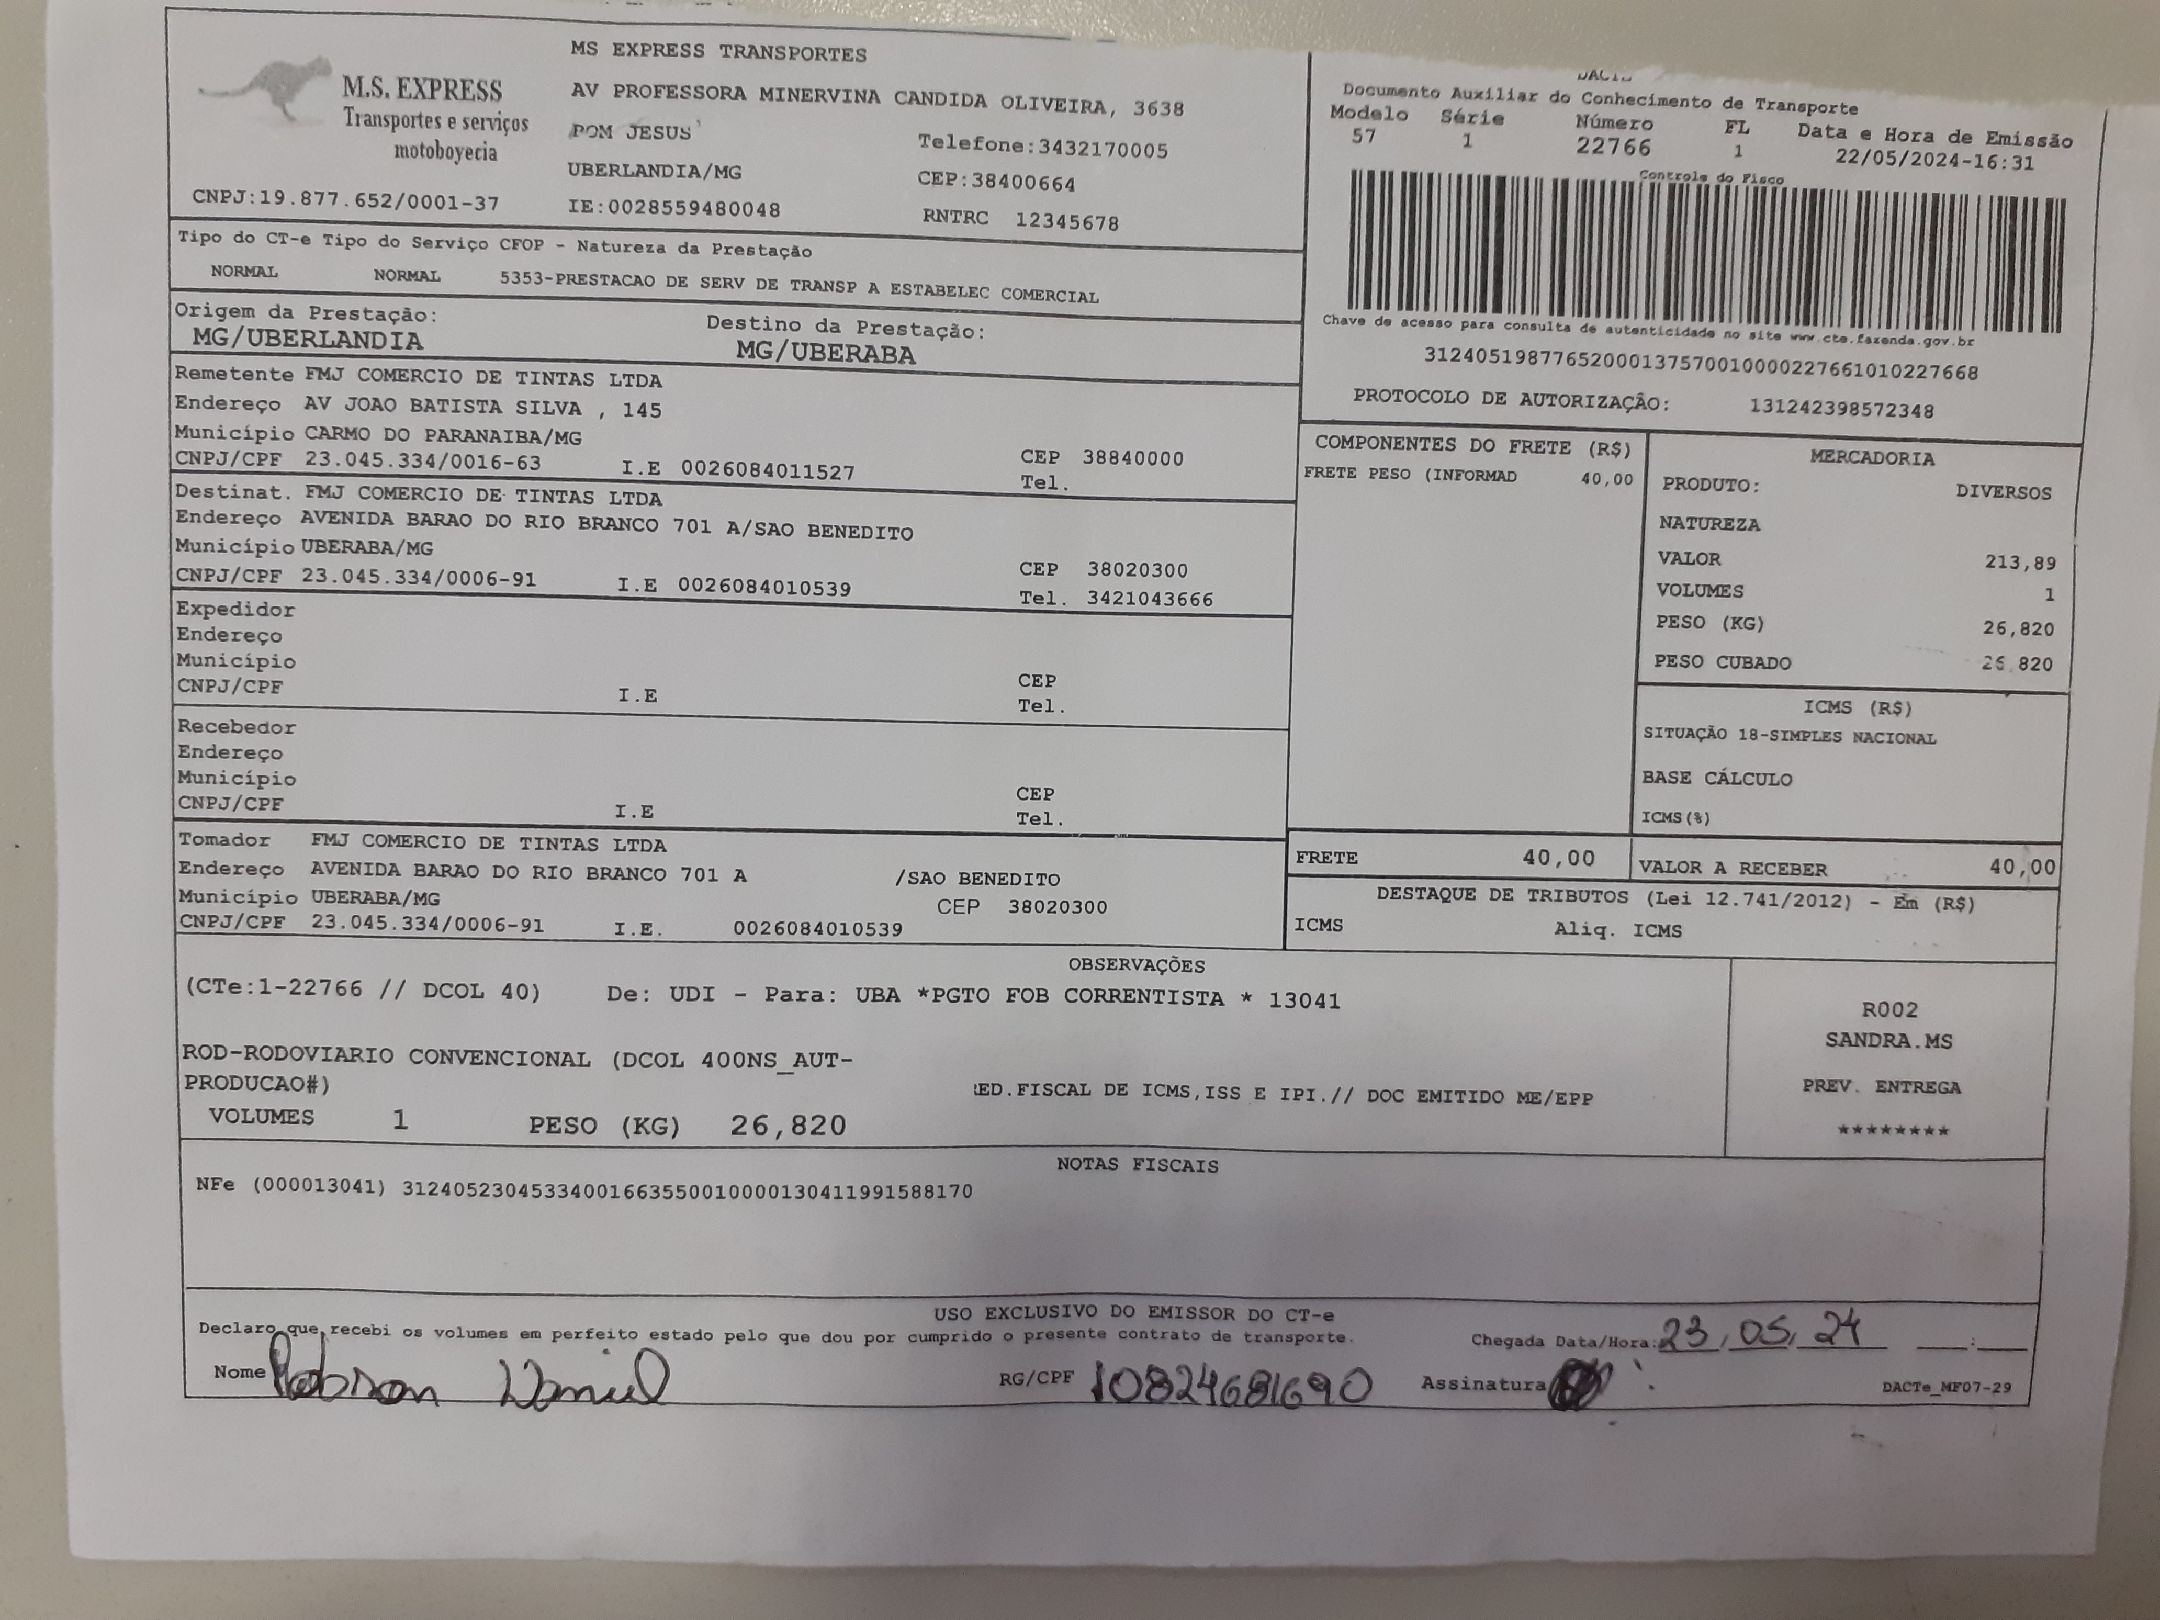 M.S. EXPRESS
Transportes e serviços
motoboyecia
CNPJ:19.877.652/0001-37
MS EXPRESS TRANSPORTES
AV PROFESSORA MINERVINA CANDIDA OLIVEIRA, 3638
POM JESUS
Telefone:3432170005
UBERLANDIA/MG
CEP:38400664
IE:0028559480048
RNTRC 12345678
Documento Auxiliar do Conhecimento de Transporte
Modelo Série Número FL Data e Hora de Emissão
57 1 22766 1 22/05/2024-16:31
Controle do Fisco
Chave de acesso para consulta de autenticidade no site www.cte.fazenda.gov.br
31240519877652000137570010000227661010227668
PROTOCOLO DE AUTORIZAÇÃO: 131242398572348
Tipo do CT-e Tipo do Serviço CFOP - Natureza da Prestação
NORMAL NORMAL 5353-PRESTACAO DE SERV DE TRANSP A ESTABELEC COMERCIAL
Origem da Prestação: Destino da Prestação:
MG/UBERLANDIA MG/UBERABA
Remetente FMJ COMERCIO DE TINTAS LTDA
Endereço AV JOAO BATISTA SILVA , 145
Município CARMO DO PARANAIBA/MG CEP 38840000
CNPJ/CPF 23.045.334/0016-63 I.E 0026084011527 Tel.
Destinat. FMJ COMERCIO DE TINTAS LTDA
Endereço AVENIDA BARAO DO RIO BRANCO 701 A/SAO BENEDITO
Município UBERABA/MG CEP 38020300
CNPJ/CPF 23.045.334/0006-91 I.E 0026084010539 Tel. 3421043666
Expedidor
Endereço
Município CEP
CNPJ/CPF I.E Tel.
Recebedor
Endereço
Município CEP
CNPJ/CPF I.E Tel.
Tomador FMJ COMERCIO DE TINTAS LTDA
Endereço AVENIDA BARAO DO RIO BRANCO 701 A /SAO BENEDITO
Município UBERABA/MG CEP 38020300
CNPJ/CPF 23.045.334/0006-91 I.E. 0026084010539
COMPONENTES DO FRETE (R$)
FRETE PESO (INFORMAD 40,00
MERCADORIA
PRODUTO: DIVERSOS
NATUREZA
VALOR 213,89
VOLUMES 1
PESO (KG) 26,820
PESO CUBADO 26 820
ICMS (R$)
SITUAÇÃO 18-SIMPLES NACIONAL
BASE CÁLCULO
ICMS(%)
FRETE 40,00 VALOR A RECEBER 40,00
DESTAQUE DE TRIBUTOS (Lei 12.741/2012) - Em (R$)
ICMS Aliq. ICMS
OBSERVAÇÕES
(CTe:1-22766 // DCOL 40) De: UDI - Para: UBA *PGTO FOB CORRENTISTA * 13041
ROD-RODOVIARIO CONVENCIONAL (DCOL 400NS_AUT-
PRODUCAO#) ED.FISCAL DE ICMS,ISS E IPI.// DOC EMITIDO ME/EPP
VOLUMES 1 PESO (KG) 26,820
R002
SANDRA.MS
PREV. ENTREGA
********
NOTAS FISCAIS
NFe (000013041) 31240523045334001663550010000130411991588170
USO EXCLUSIVO DO EMISSOR DO CT-e
Declaro que recebi os volumes em perfeito estado pelo que dou por cumprido o presente contrato de transporte. Chegada Data/Hora: 23/05/24 ____:____
Nome Robson Daniel RG/CPF 10824681690 Assinatura DACTe_MF07-29